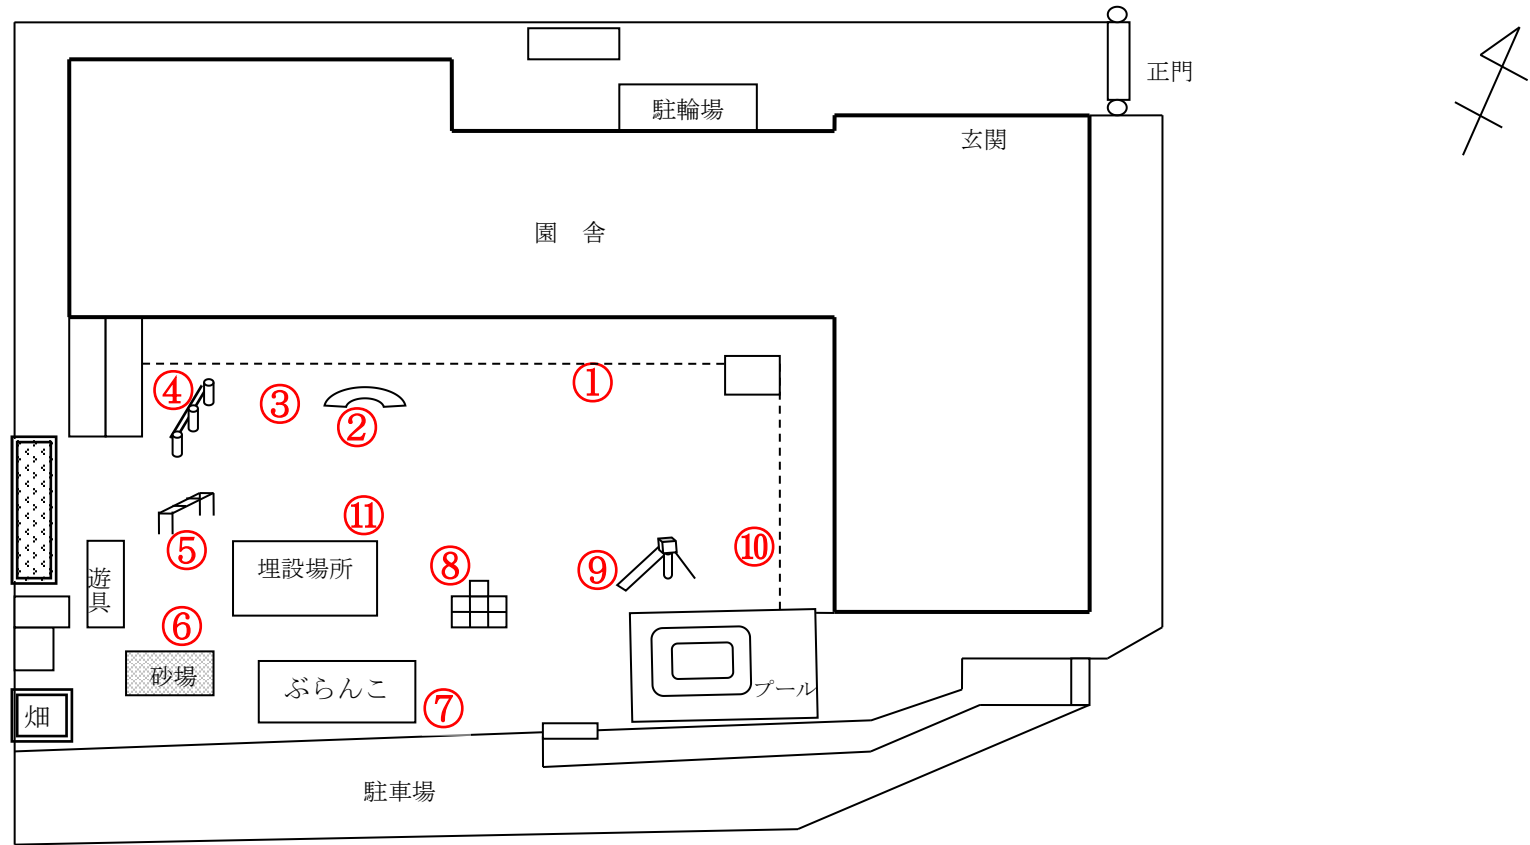 正門
駐輪場
玄関
園　舎
①
④
③
②
⑪
⑤
埋設場所
⑧
⑨
⑩
遊
具
⑥
砂場
ぶらんこ
⑦
プール
畑
駐車場